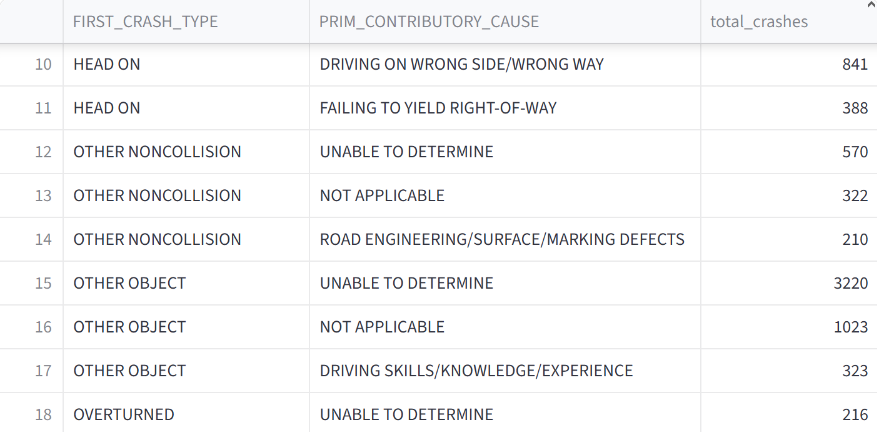 FIRST_CRASH_TYPE PRIM_CONTRIBUTORY_CAUSE total_crashes
10 HEAD ON DRIVING ON WRONG SIDE/WRONG WAY 841
11 HEAD ON FAILING TO YIELD RIGHT-OF-WAY 388
12 OTHER NONCOLLISION UNABLE TO DETERMINE 570
13 OTHER NONCOLLISION NOT APPLICABLE 322
14 OTHER NONCOLLISION ROAD ENGINEERING/SURFACE/MARKING DEFECTS 210
15 OTHER OBJECT UNABLE TO DETERMINE 3220
16 OTHER OBJECT NOT APPLICABLE 1023
17 OTHER OBJECT DRIVING SKILLS/KNOWLEDGE/EXPERIENCE 323
18 OVERTURNED UNABLE TO DETERMINE 216